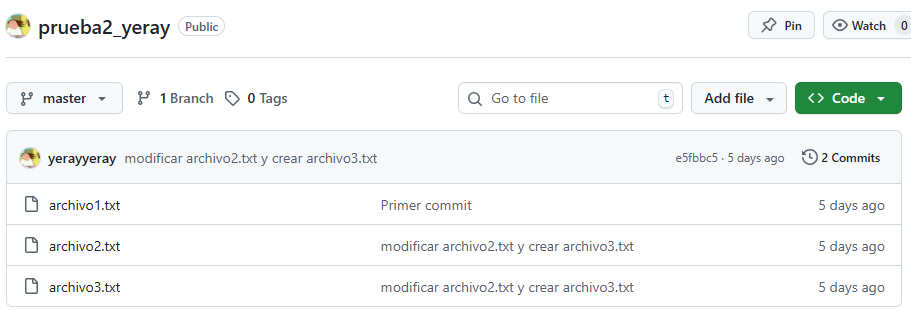 prueba2_yeray Public Pin Watch 0
master 1 Branch 0 Tags Go to file t Add file Code
yerayyeray modificar archivo2.txt y crear archivo3.txt e5fbbc5 · 5 days ago 2 Commits
archivo1.txt Primer commit 5 days ago
archivo2.txt modificar archivo2.txt y crear archivo3.txt 5 days ago
archivo3.txt modificar archivo2.txt y crear archivo3.txt 5 days ago